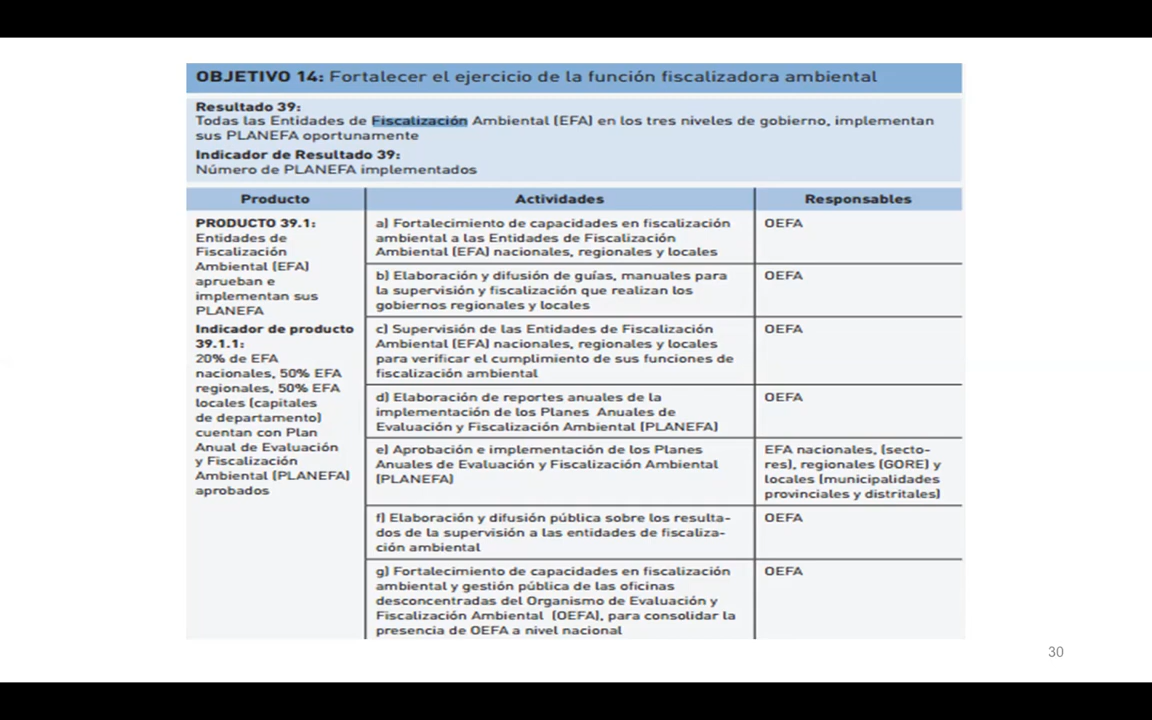 OBJETIVO 14: Fortalecer el ejercicio de la función fiscalizadora ambiental
Resultado 39:
Todas las Entidades de Fiscalización Ambiental (EFA) en los tres niveles de gobierno, implementan
sus PLANEFA oportunamente
Indicador de Resultado 39:
Número de PLANEFA implementados
Producto
Actividades
Responsables
PRODUCTO 39.1:
Entidades de
Fiscalización
Ambiental (EFA)
aprueban e
implementan sus
PLANEFA
Indicador de producto
39.1.1:
20% de EFA
nacionales, 50% EFA
regionales, 50% EFA
locales (capitales
de departamento)
cuentan con Plan
Anual de Evaluación
y Fiscalización
Ambiental (PLANEFA)
aprobados
a) Fortalecimiento de capacidades en fiscalización
ambiental a las Entidades de Fiscalización
Ambiental (EFA) nacionales, regionales y locales
OEFA
b) Elaboración y difusión de guías, manuales para
la supervisión y fiscalización que realizan los
gobiernos regionales y locales
OEFA
c) Supervisión de las Entidades de Fiscalización
Ambiental (EFA) nacionales, regionales y locales
para verificar el cumplimiento de sus funciones de
fiscalización ambiental
OEFA
d) Elaboración de reportes anuales de la
implementación de los Planes Anuales de
Evaluación y Fiscalización Ambiental (PLANEFA)
OEFA
e) Aprobación e implementación de los Planes
Anuales de Evaluación y Fiscalización Ambiental
(PLANEFA)
EFA nacionales, (secto-
res), regionales (GORE) y
locales (municipalidades
provinciales y distritales)
f) Elaboración y difusión pública sobre los resulta-
dos de la supervisión a las entidades de fiscaliza-
ción ambiental
OEFA
g) Fortalecimiento de capacidades en fiscalización
ambiental y gestión pública de las oficinas
desconcentradas del Organismo de Evaluación y
Fiscalización Ambiental (OEFA), para consolidar la
presencia de OEFA a nivel nacional
OEFA
30